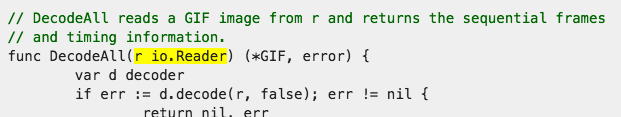 // DecodeAll reads a GIF image from r and returns the sequential frames
// and timing information.
func DecodeAll(r io.Reader) (*GIF, error) {
        var d decoder
        if err := d.decode(r, false); err != nil {
                return nil, err